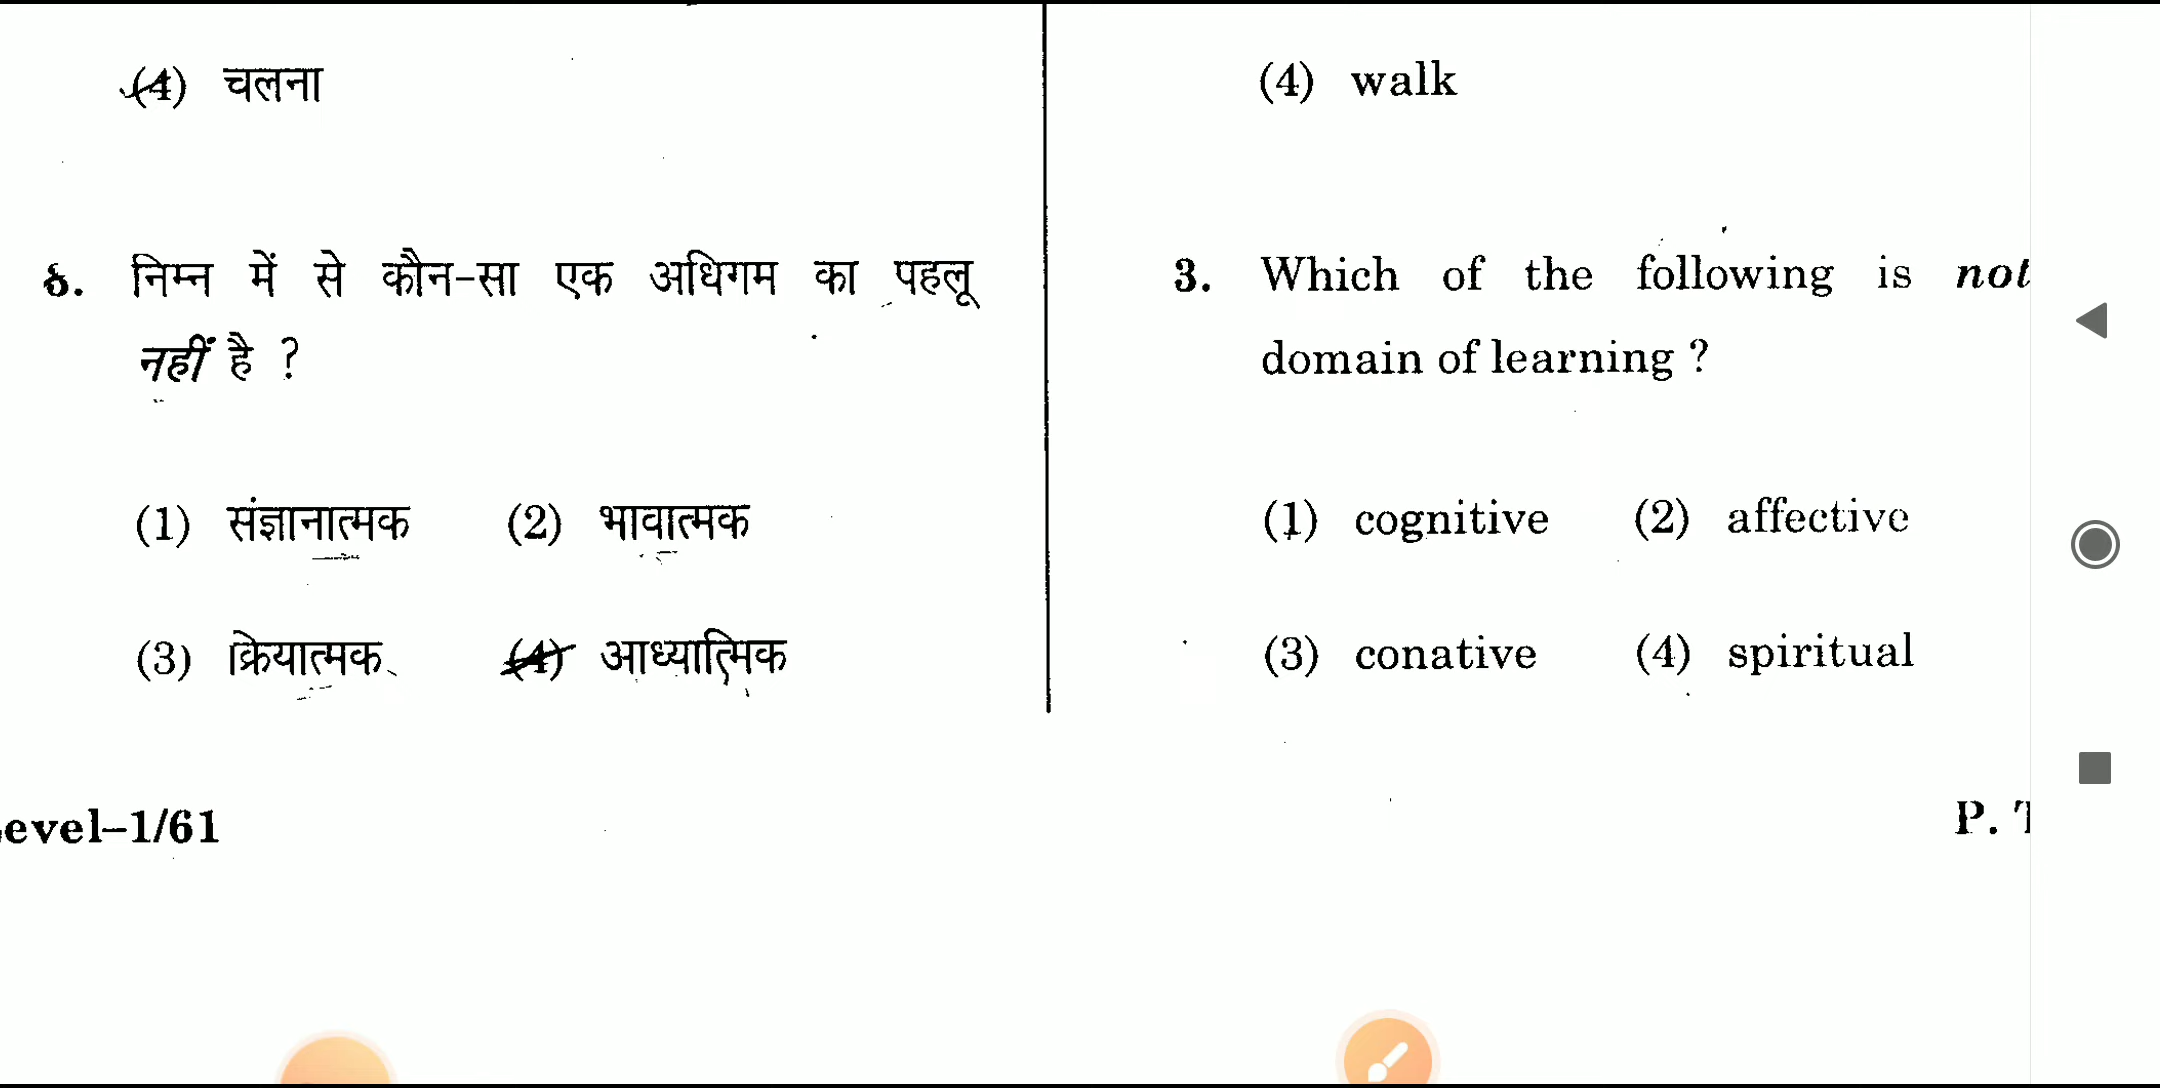 (4) चलना
3. निम्न में से कौन-सा एक अधिगम का पहलू
नहीं है ?
(1) संज्ञानात्मक (2) भावात्मक
(3) क्रियात्मक (4) आध्यात्मिक
evel–1/61
(4) walk
3. Which of the following is not
domain of learning ?
(1) cognitive (2) affective
(3) conative (4) spiritual
P. T